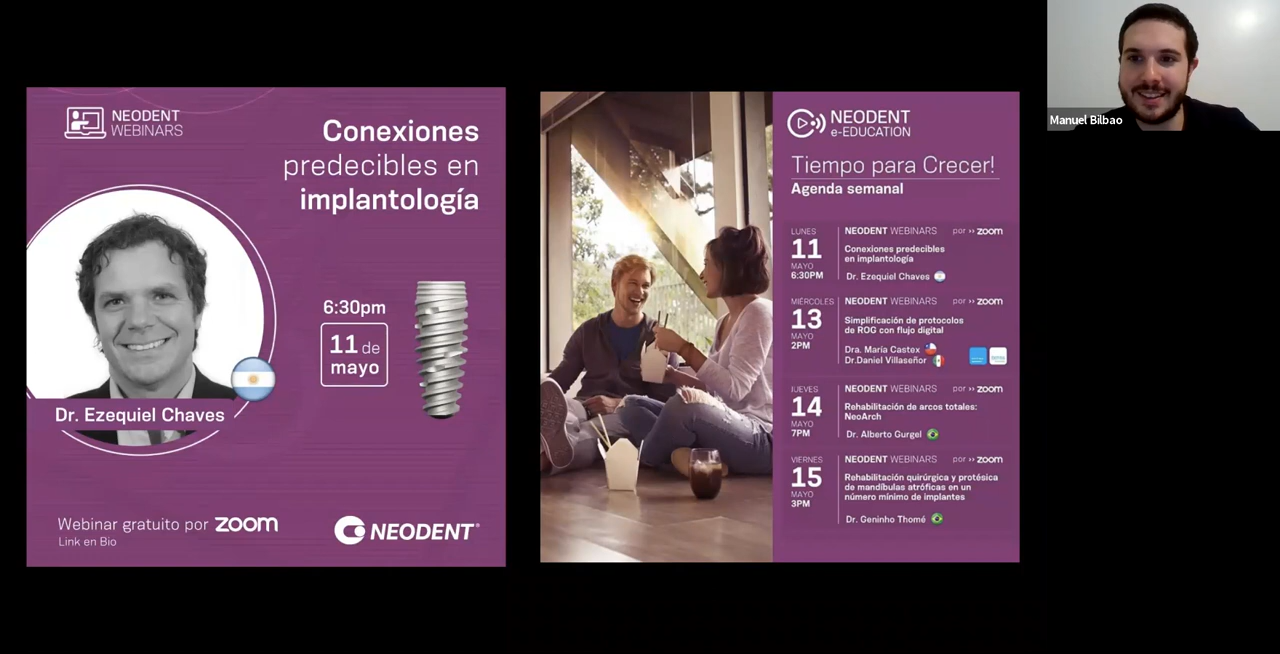 NEODENT
WEBINARS
Conexiones
predecibles en
implantología
6:30pm
11 de
mayo
Dr. Ezequiel Chaves
Webinar gratuito por zoom
Link en Bio
NEODENT®
NEODENT
e-EDUCATION
Tiempo para Crecer!
Agenda semanal
LUNES
11
MAYO
6:30PM
NEODENT WEBINARS por ›› zoom
Conexiones predecibles
en implantología
Dr. Ezequiel Chaves
MIÉRCOLES
13
MAYO
2PM
NEODENT WEBINARS por ›› zoom
Simplificación de protocolos
de ROG con flujo digital
Dra. María Castex
Dr.Daniel Villaseñor
JUEVES
14
MAYO
7PM
NEODENT WEBINARS por ›› zoom
Rehabilitación de arcos totales:
NeoArch
Dr. Alberto Gurgel
VIERNES
15
MAYO
3PM
NEODENT WEBINARS por ›› zoom
Rehabilitación quirúrgica y protésica
de mandíbulas atróficas en un
número mínimo de implantes
Dr. Geninho Thomé
Manuel Bilbao